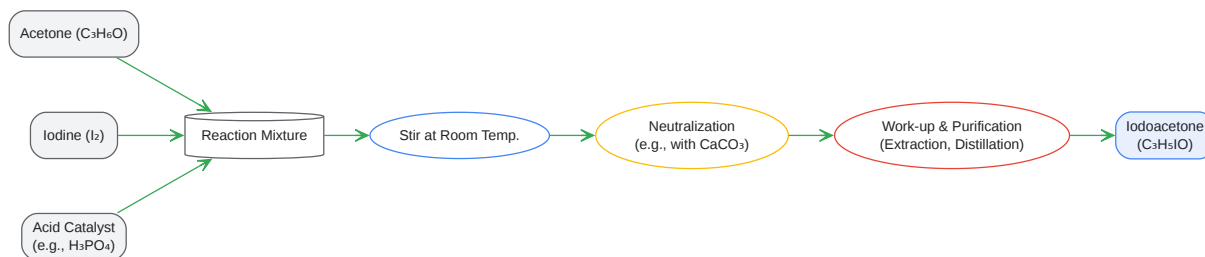 Acetone (C₃H₆O)
Iodine (I₂)
Acid Catalyst
(e.g., H₃PO₄)
Reaction Mixture
Stir at Room Temp.
Neutralization
(e.g., with CaCO₃)
Work-up & Purification
(Extraction, Distillation)
Iodoacetone
(C₃H₅IO)